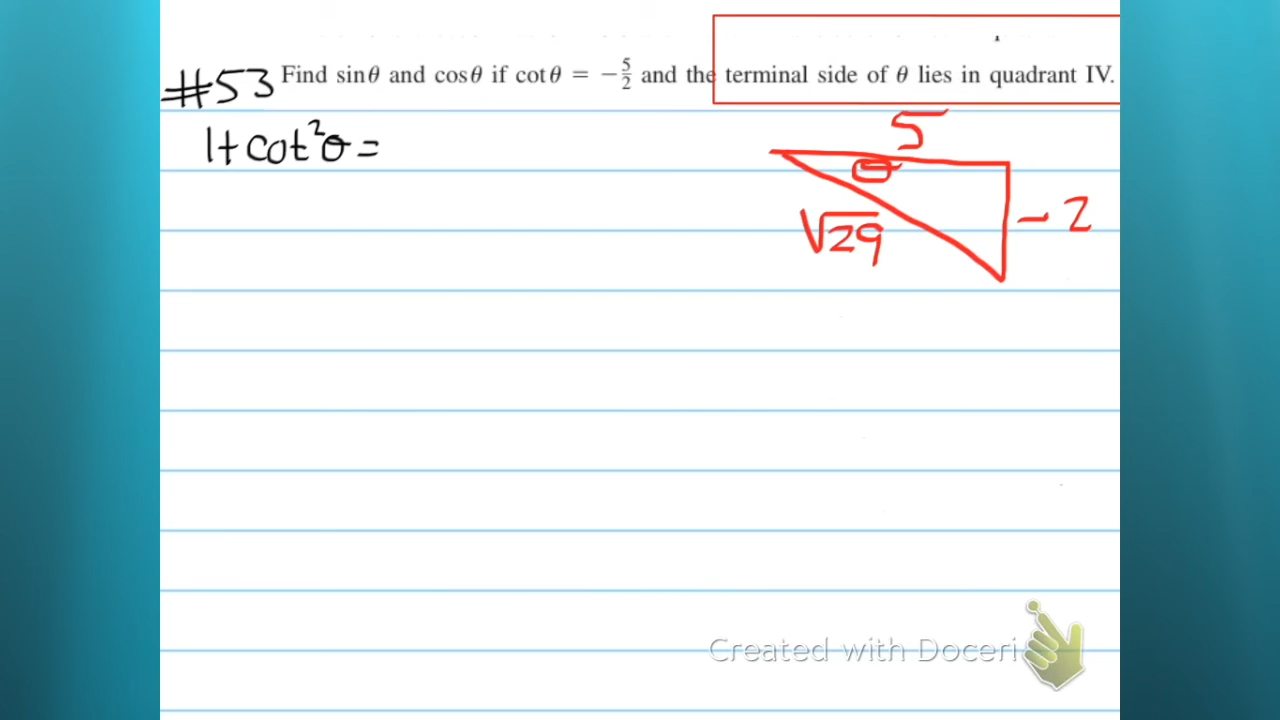 #53 Find sinθ and cosθ if cotθ = −5/2 and the terminal side of θ lies in quadrant IV.
1+cot²θ =
5
θ
-2
√29
Created with Doceri